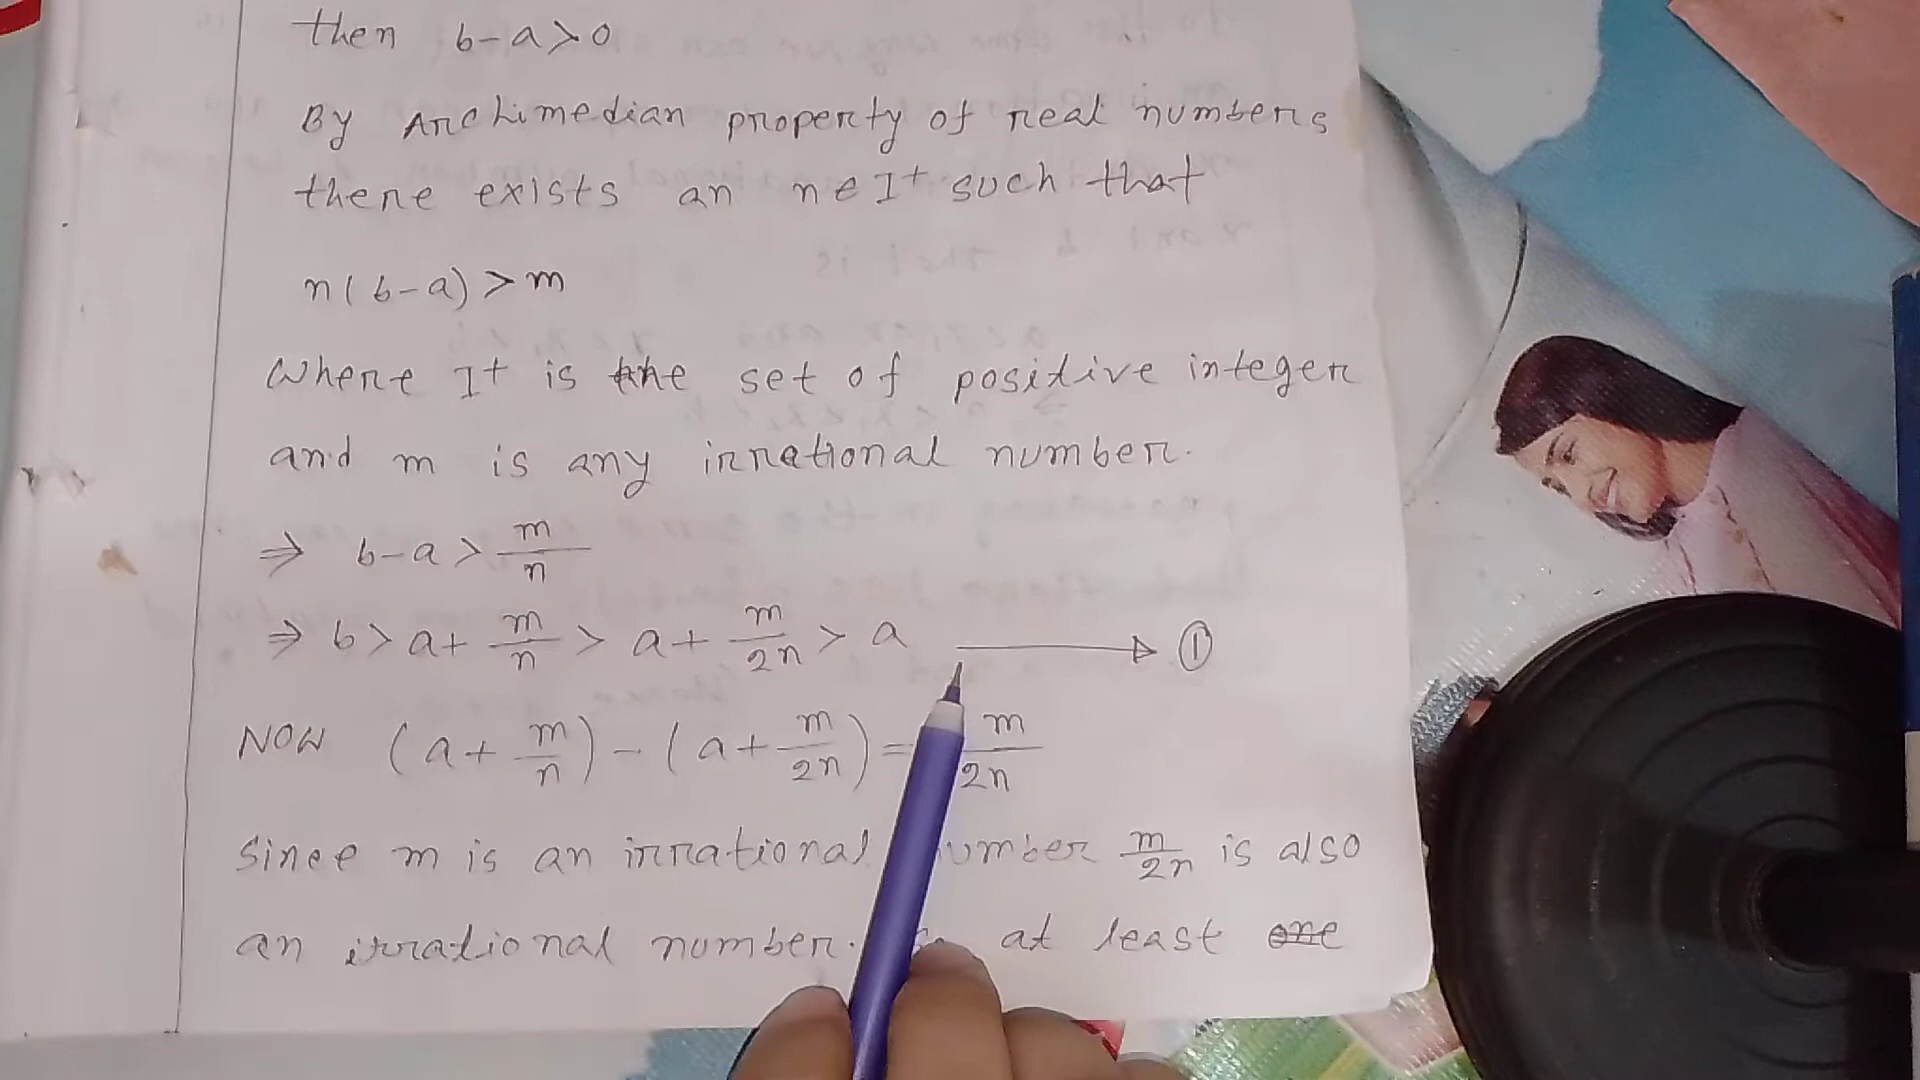 then b-a>0
By Archimedian property of real numbers
there exists an n∈I+ such that
n(b-a)>m
Where I+ is the set of positive integer
and m is any irrational number.
⇒ b-a > m/n
⇒ b > a + m/n > a + m/2n > a ⟶ ①
NOW (a + m/n) - (a + m/2n) = m/2n
Since m is an irrational number m/2n is also
an irrational number. at least one